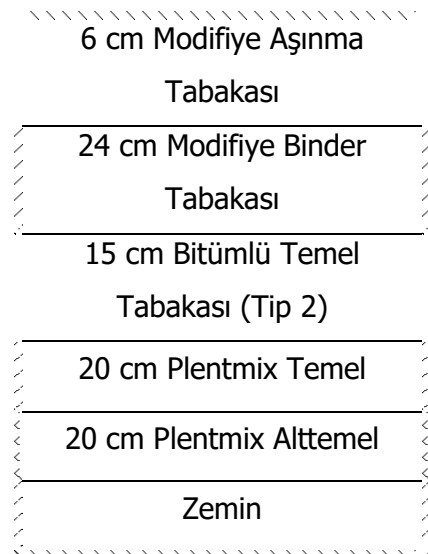 6 cm Modifiye Aşınma
Tabakası
24 cm Modifiye Binder
Tabakası
15 cm Bitümlü Temel
Tabakası (Tip 2)
20 cm Plentmix Temel
20 cm Plentmix Alttemel
Zemin